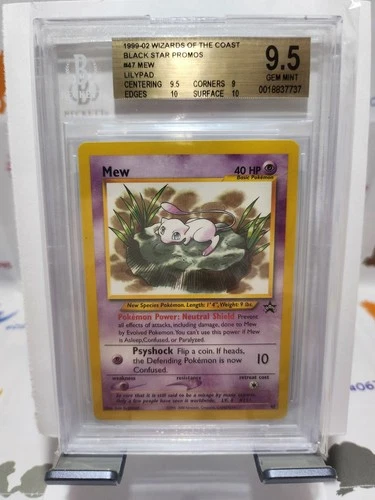 1999-02 WIZARDS OF THE COAST
BLACK STAR PROMOS
#47 MEW
LILYPAD
CENTERING 9.5 CORNERS 9
EDGES 10 SURFACE 10
9.5
GEM MINT
0016837737
BECKETT
Mew 40 HP
Basic Pokémon
New Species Pokémon. Length: 1' 4", Weight: 9 lbs.
Pokémon Power: Neutral Shield Prevent
all effects of attacks, including damage, done to Mew
by Evolved Pokémon. You can't use this power if Mew
is Asleep, Confused, or Paralyzed.
Psyshock Flip a coin. If heads,
the Defending Pokémon is now
Confused.
10
weakness resistance retreat cost